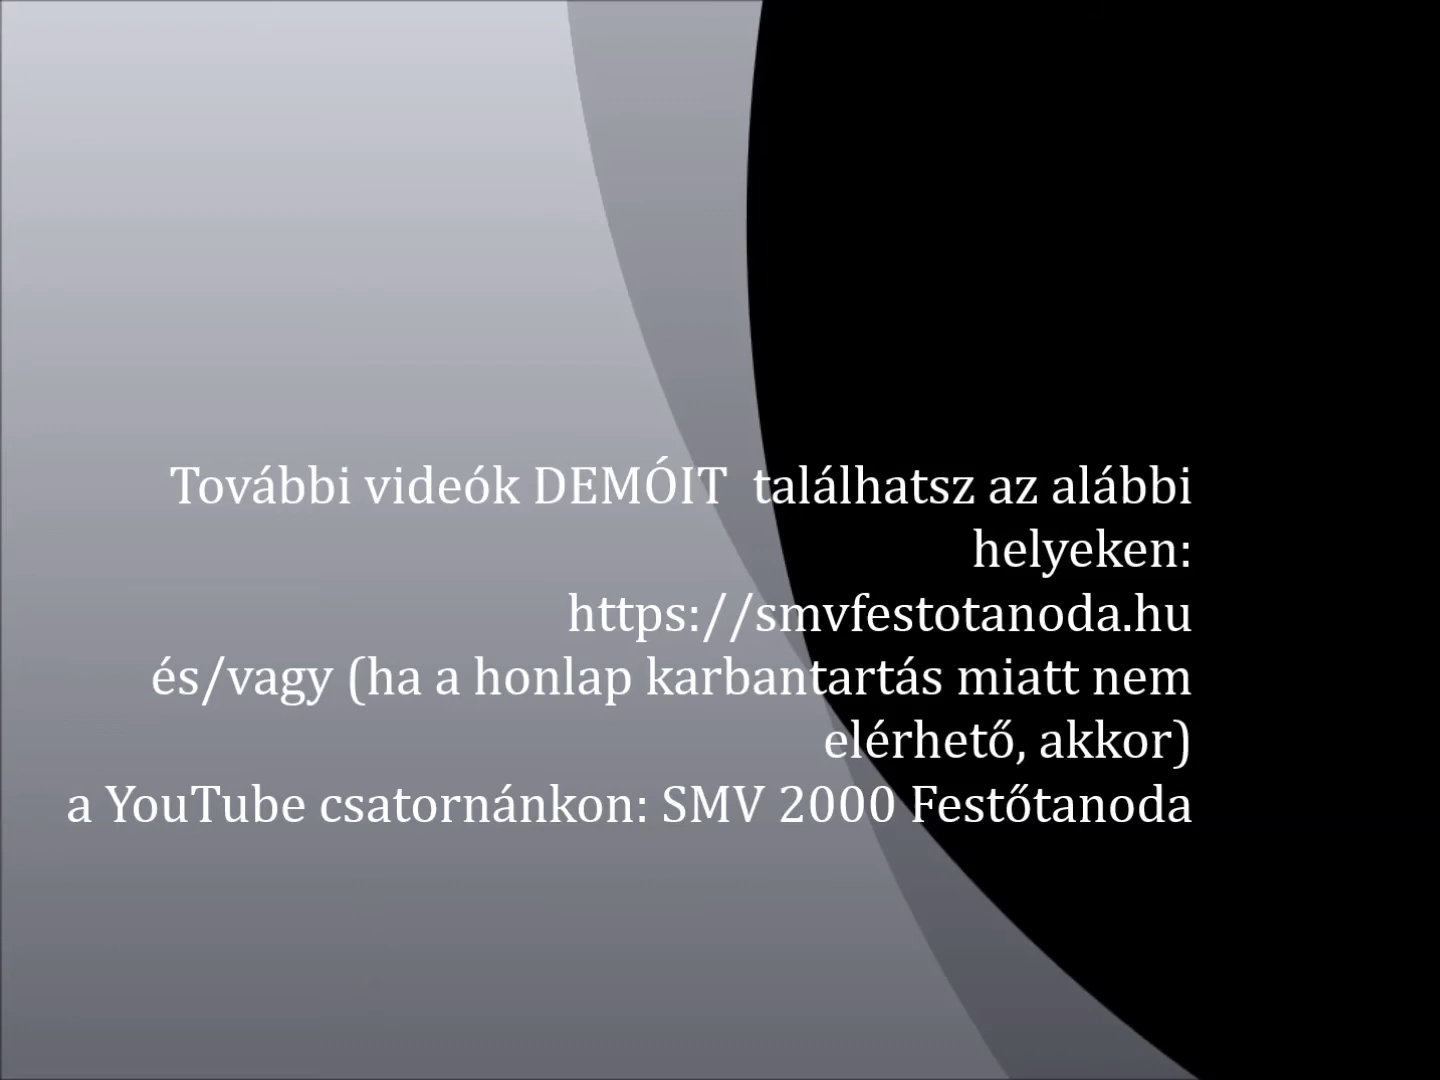 További videók DEMÓIT  találhatsz az alábbi
helyeken:
https://smvfestotanoda.hu
és/vagy (ha a honlap karbantartás miatt nem
elérhető, akkor)
a YouTube csatornánkon: SMV 2000 Festőtanoda